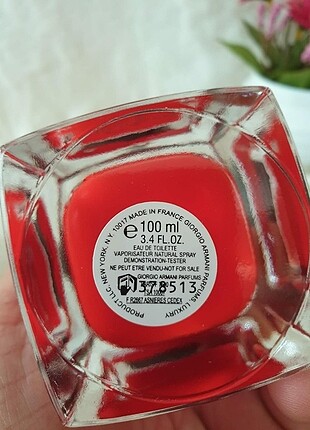 PRODUCT LLC, NEW YORK, N.Y. 10017 MADE IN FRANCE GIORGIO ARMANI PARFUMS, LUXURY
℮ 100 ml
3.4 FL.OZ.
EAU DE TOILETTE
VAPORISATEUR NATURAL SPRAY
DEMONSTRATION-TESTER
NE PEUT ETRE VENDU-NOT FOR SALE
GIORGIO ARMANI PARFUMS
378513
F R2667 ASNIERES CEDEX